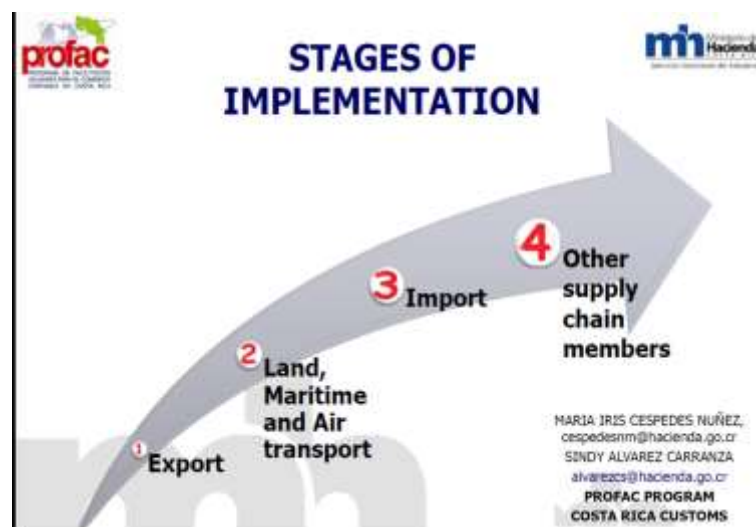 profac
STAGES OF
IMPLEMENTATION
Hacienda
4
Other
supply
chain
members
3
Import
2
Land,
Maritime
and Air
transport
1
Export
MARIA IRIS CESPEDES NUÑEZ,
cespedesnm@hacienda.go.cr
SINDY ALVAREZ CARRANZA
alvarezcs@hacienda.go.cr
PROFAC PROGRAM
COSTA RICA CUSTOMS